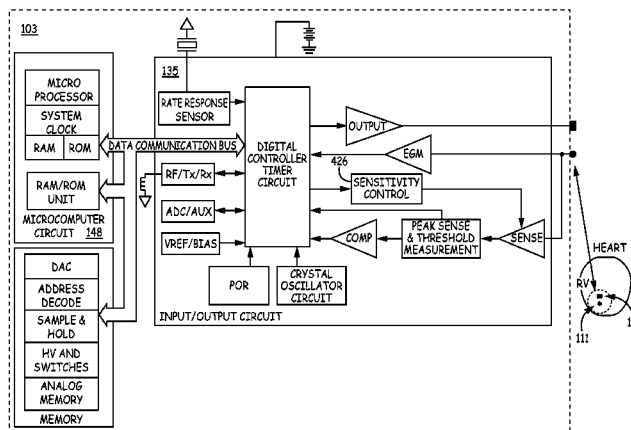 103
MICRO
PROCESSOR
SYSTEM
CLOCK
RAM ROM
RAM/ROM
UNIT
MICROCOMPUTER
CIRCUIT 148
DAC
ADDRESS
DECODE
SAMPLE &
HOLD
HV AND
SWITCHES
ANALOG
MEMORY
MEMORY
DATA COMMUNICATION BUS
135
RATE RESPONSE
SENSOR
RF/Tx/Rx
ADC/AUX
VREF/BIAS
POR
CRYSTAL
OSCILLATOR
CIRCUIT
INPUT/OUTPUT CIRCUIT
DIGITAL
CONTROLLER
TIMER
CIRCUIT
OUTPUT
EGM
426
SENSITIVITY
CONTROL
COMP
PEAK SENSE
& THRESHOLD
MEASUREMENT
SENSE
HEART
RV
111